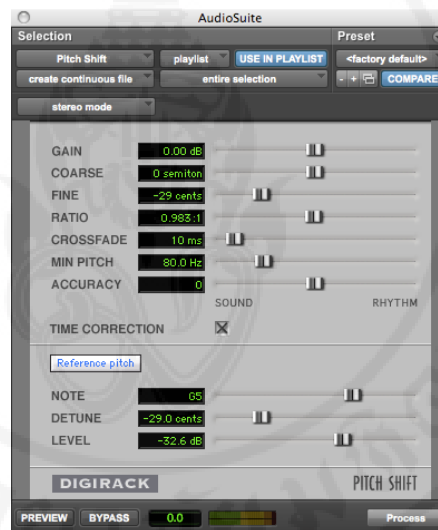 AudioSuite
Selection Preset
Pitch Shift playlist USE IN PLAYLIST <factory default>
create continuous file entire selection - + COMPARE
stereo mode
GAIN 0.00 dB
COARSE 0 semiton
FINE -29 cents
RATIO 0.983:1
CROSSFADE 10 ms
MIN PITCH 80.0 Hz
ACCURACY 0
SOUND RHYTHM
TIME CORRECTION
Reference pitch
NOTE G5
DETUNE -29.0 cents
LEVEL -32.6 dB
DIGIRACK PITCH SHIFT
PREVIEW BYPASS 0.0 Process